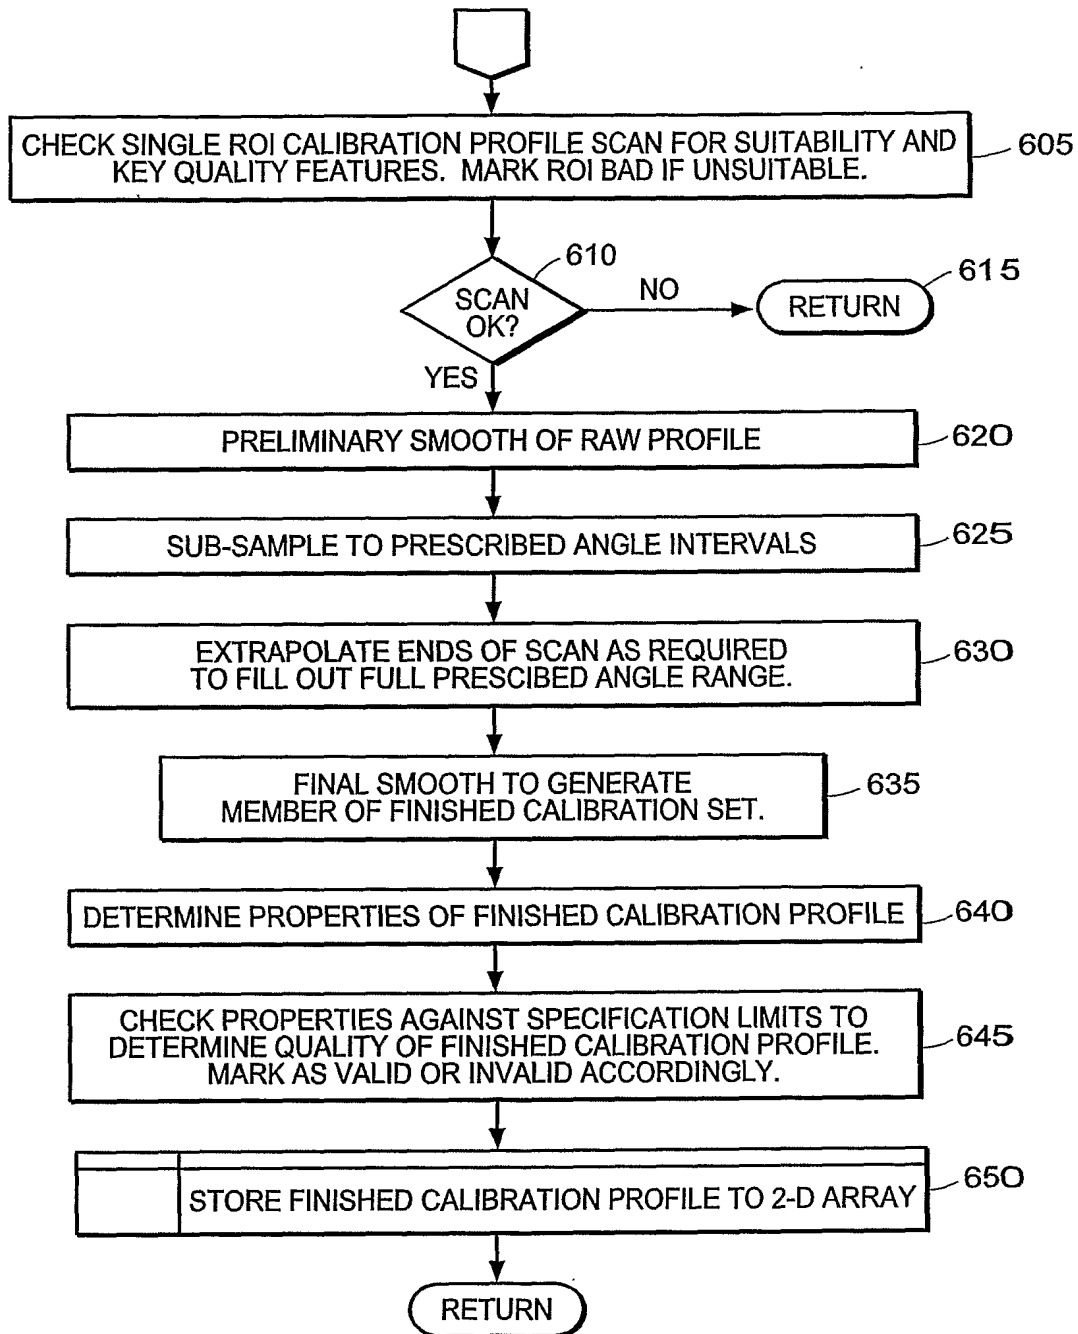 CHECK SINGLE ROI CALIBRATION PROFILE SCAN FOR SUITABILITY AND
KEY QUALITY FEATURES. MARK ROI BAD IF UNSUITABLE.
605
SCAN
OK?
610
NO
RETURN
615
YES
PRELIMINARY SMOOTH OF RAW PROFILE
620
SUB-SAMPLE TO PRESCRIBED ANGLE INTERVALS
625
EXTRAPOLATE ENDS OF SCAN AS REQUIRED
TO FILL OUT FULL PRESCIBED ANGLE RANGE.
630
FINAL SMOOTH TO GENERATE
MEMBER OF FINISHED CALIBRATION SET.
635
DETERMINE PROPERTIES OF FINISHED CALIBRATION PROFILE
640
CHECK PROPERTIES AGAINST SPECIFICATION LIMITS TO
DETERMINE QUALITY OF FINISHED CALIBRATION PROFILE.
MARK AS VALID OR INVALID ACCORDINGLY.
645
STORE FINISHED CALIBRATION PROFILE TO 2-D ARRAY
650
RETURN